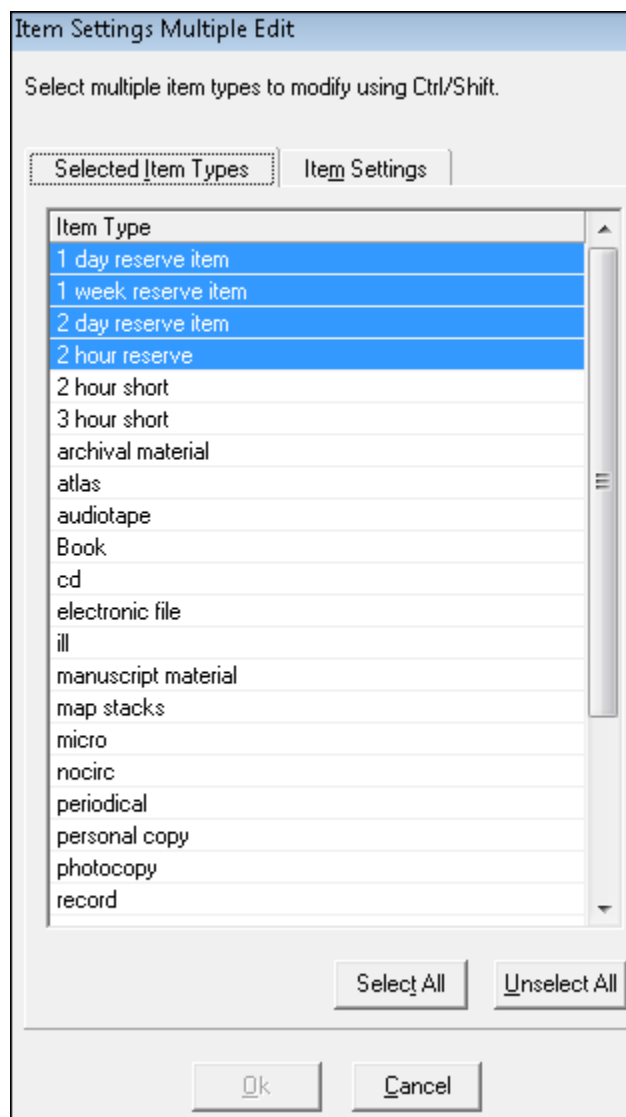 Item Settings Multiple Edit
Select multiple item types to modify using Ctrl/Shift.
Selected Item Types Item Settings
Item Type
1 day reserve item
1 week reserve item
2 day reserve item
2 hour reserve
2 hour short
3 hour short
archival material
atlas
audiotape
Book
cd
electronic file
ill
manuscript material
map stacks
micro
nocirc
periodical
personal copy
photocopy
record
Select All Unselect All
Ok Cancel